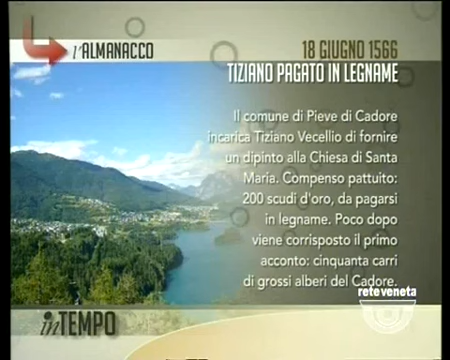 l'ALMANACCO
18 GIUGNO 1566
TIZIANO PAGATO IN LEGNAME
Il comune di Pieve di Cadore
incarica Tiziano Vecellio di fornire
un dipinto alla Chiesa di Santa
Maria. Compenso pattuito:
200 scudi d'oro, da pagarsi
in legname. Poco dopo
viene corrisposto il primo
acconto: cinquanta carri
di grossi alberi del Cadore.
reteveneta
inTEMPO